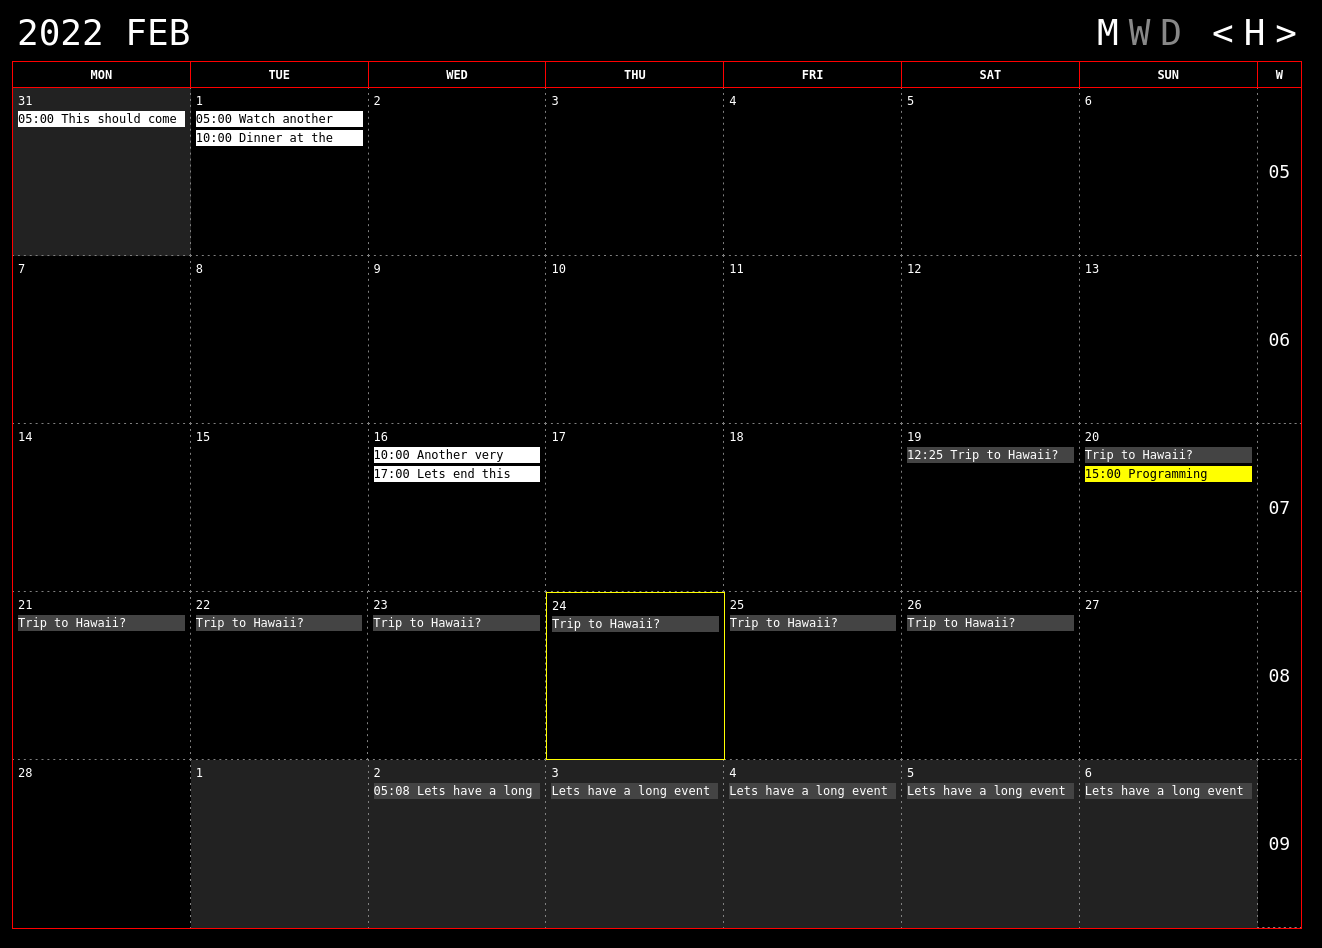 2022 FEB
M W D < H >
MON TUE WED THU FRI SAT SUN W
31 1 2 3 4 5 6
05:00 This should come 05:00 Watch another
10:00 Dinner at the
05
7 8 9 10 11 12 13
06
14 15 16 17 18 19 20
10:00 Another very 12:25 Trip to Hawaii? Trip to Hawaii?
17:00 Lets end this 15:00 Programming
07
21 22 23 24 25 26 27
Trip to Hawaii? Trip to Hawaii? Trip to Hawaii? Trip to Hawaii? Trip to Hawaii? Trip to Hawaii?
08
28 1 2 3 4 5 6
05:08 Lets have a long Lets have a long event Lets have a long event Lets have a long event Lets have a long event
09